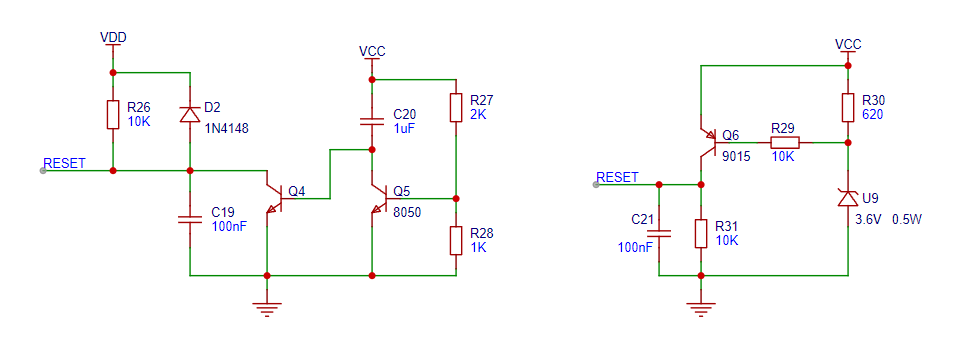 VDD
R26
10K
D2
1N4148
RESET
C19
100nF
Q4
VCC
C20
1uF
R27
2K
Q5
8050
R28
1K
VCC
R30
620
Q6
9015
R29
10K
RESET
C21
100nF
R31
10K
U9
3.6V 0.5W